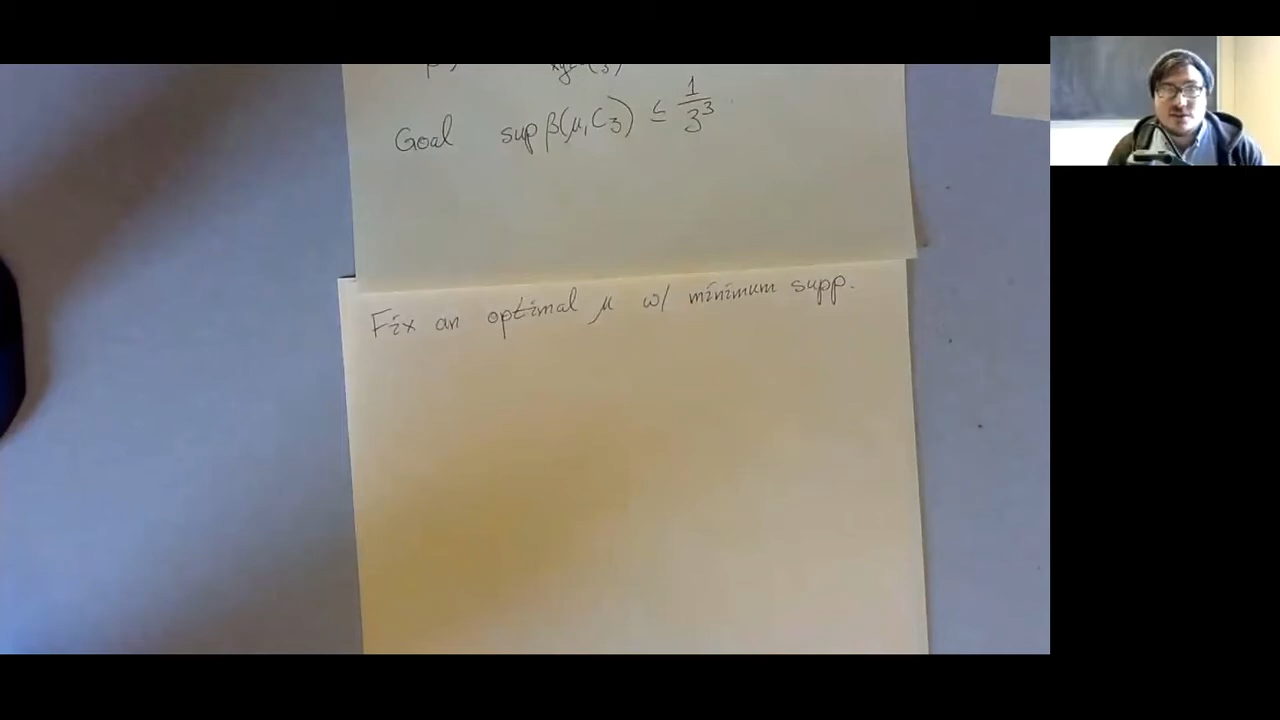 Goal sup β(μ, C₃) ≤ 1/3³
Fix an optimal μ w/ minimum supp.